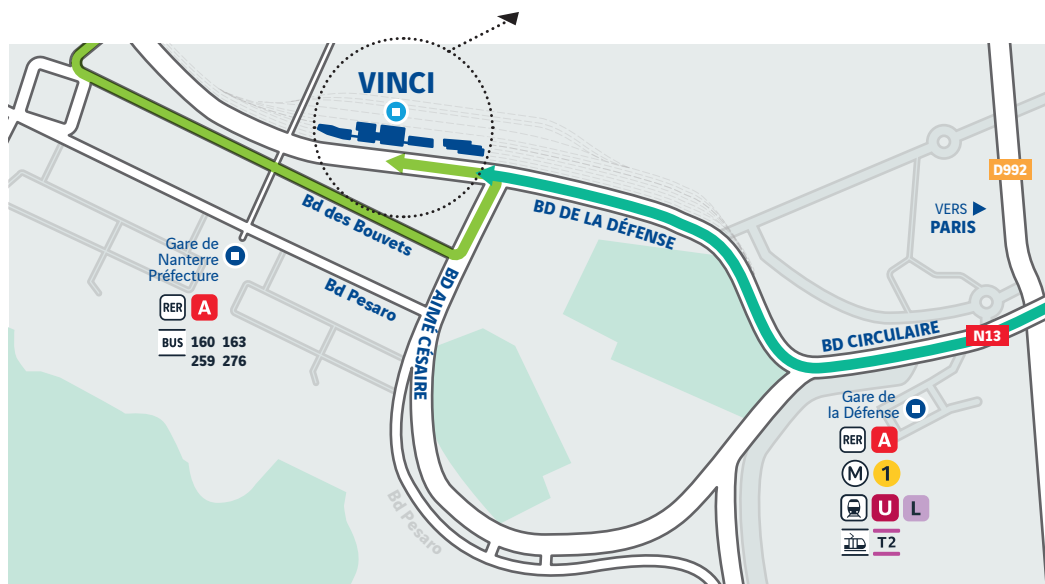 VINCI
D992
VERS
PARIS
BD DE LA DÉFENSE
Bd des Bouvets
Gare de
Nanterre
Préfecture
RER A
BUS 160 163
259 276
Bd Pesaro
BD AIMÉ CÉSAIRE
BD CIRCULAIRE
N13
Gare de
la Défense
RER A
M 1
U L
T2
Bd Pesaro